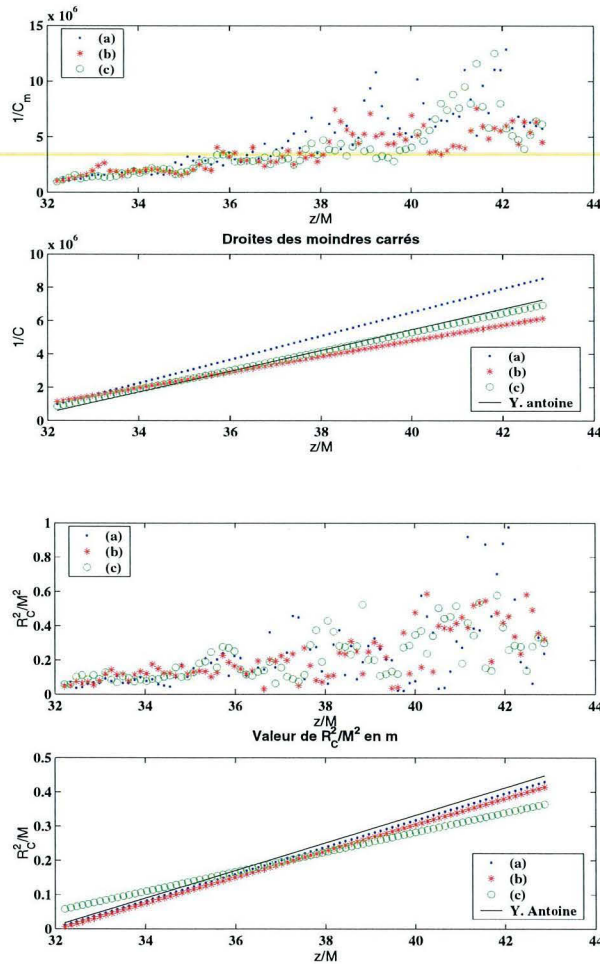 x 10^6
15
10
5
0
1/C_m
(a)
(b)
(c)
32 34 36 38 40 42 44
z/M
Droites des moindres carrés
x 10^6
10
8
6
4
2
0
1/C
(a)
(b)
(c)
Y. antoine
32 34 36 38 40 42 44
z/M
1
0.8
0.6
0.4
0.2
0
R_C^2/M^2
(a)
(b)
(c)
32 34 36 38 40 42 44
z/M
Valeur de R_C^2/M^2 en m
0.5
0.4
0.3
0.2
0.1
0
R_C^2/M
(a)
(b)
(c)
Y. Antoine
32 34 36 38 40 42 44
z/M